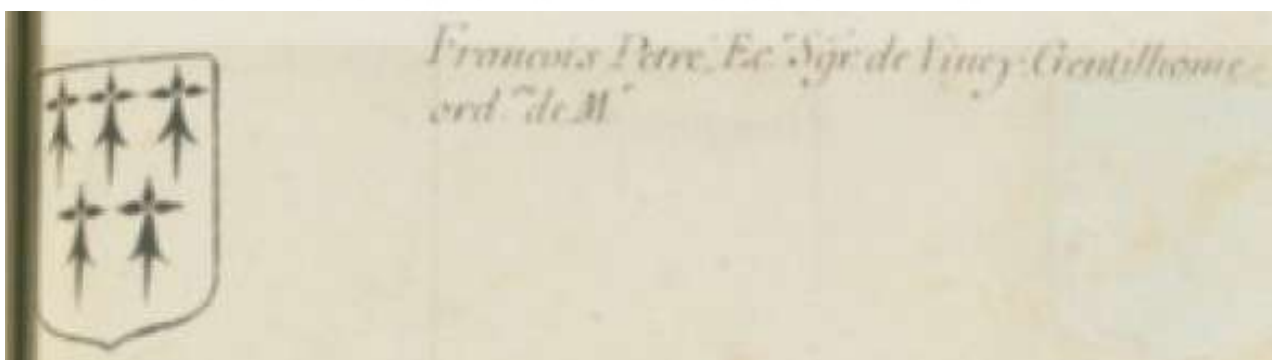 François Petre, Ec.^r Sgr. de Viney Gentilhome
ord.^re de M^r